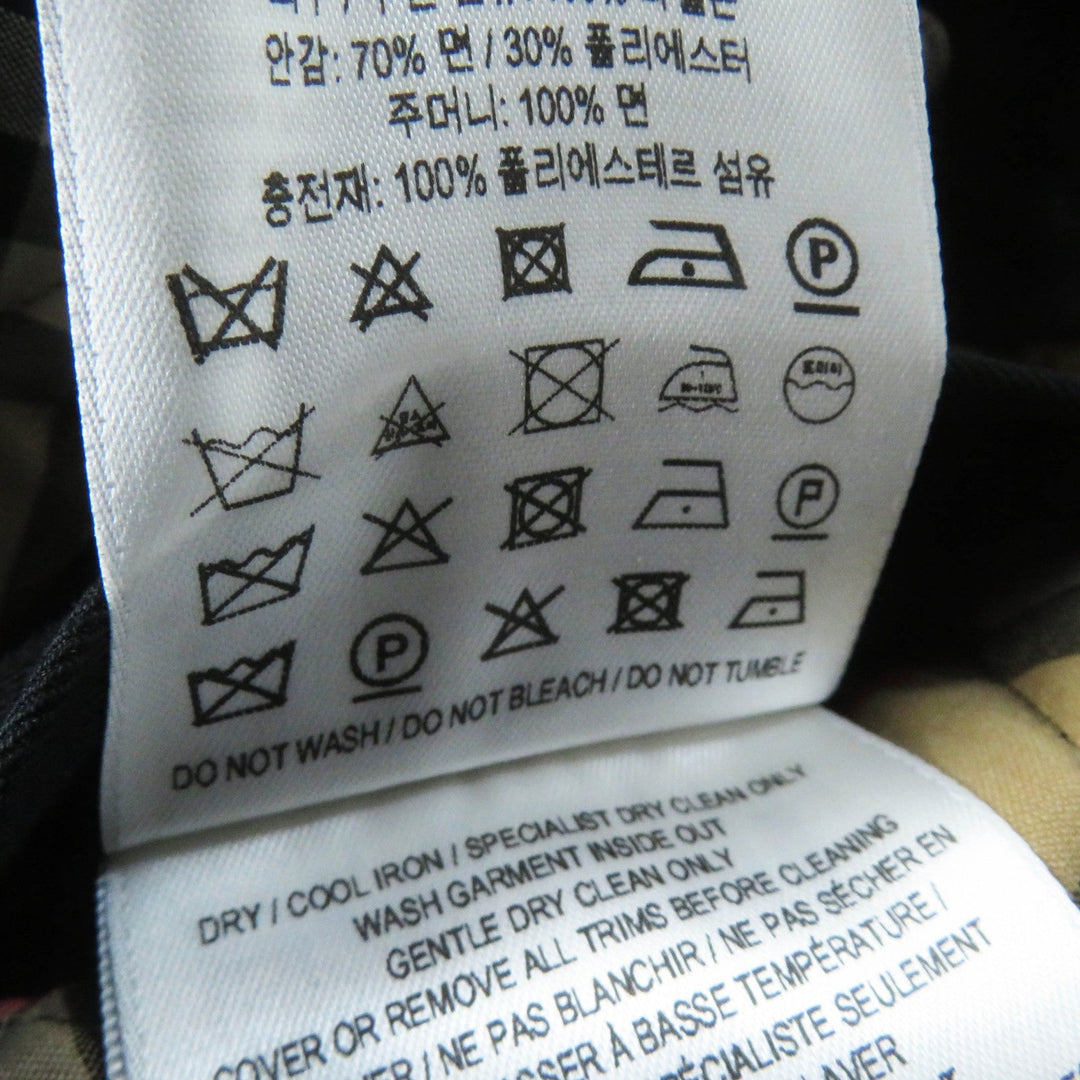 안감: 70% 면 / 30% 폴리에스터
주머니: 100% 면
충전재: 100% 폴리에스테르 섬유
P
드라이
P
P
DO NOT WASH / DO NOT BLEACH / DO NOT TUMBLE
DRY / COOL IRON / SPECIALIST DRY CLEAN ONLY
WASH GARMENT INSIDE OUT
GENTLE DRY CLEAN ONLY
COVER OR REMOVE ALL TRIMS BEFORE CLEANING
/ NE PAS BLANCHIR / NE PAS SÉCHER EN
À BASSE TEMPÉRATURE /
SEULEMENT